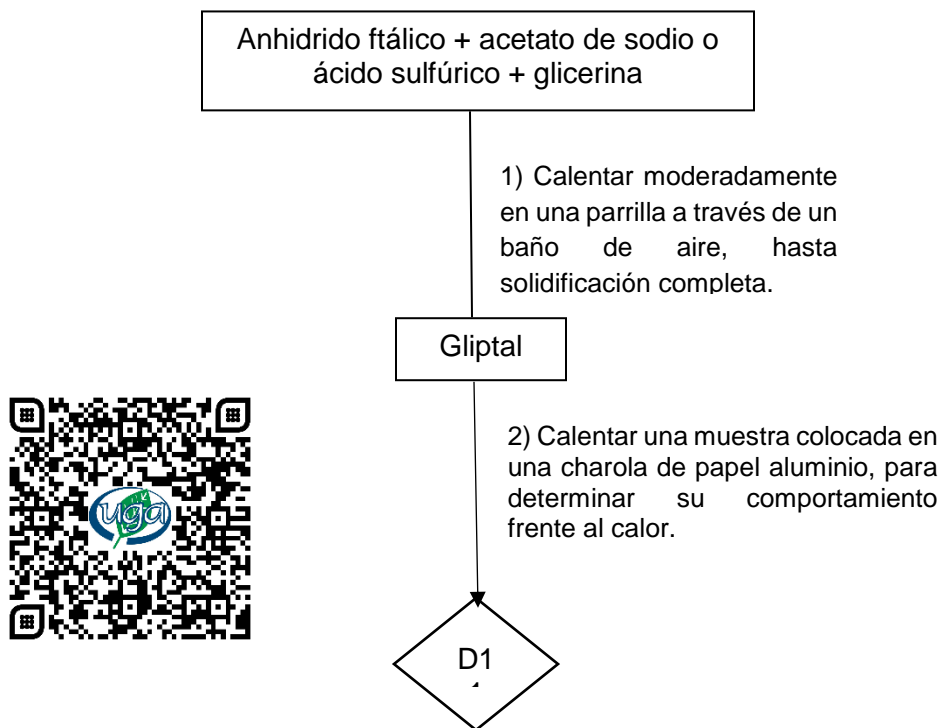 Anhidrido ftálico + acetato de sodio o
ácido sulfúrico + glicerina
1) Calentar moderadamente
en una parrilla a través de un
baño de aire, hasta
solidificación completa.
Gliptal
uga
2) Calentar una muestra colocada en
una charola de papel aluminio, para
determinar su comportamiento
frente al calor.
D1